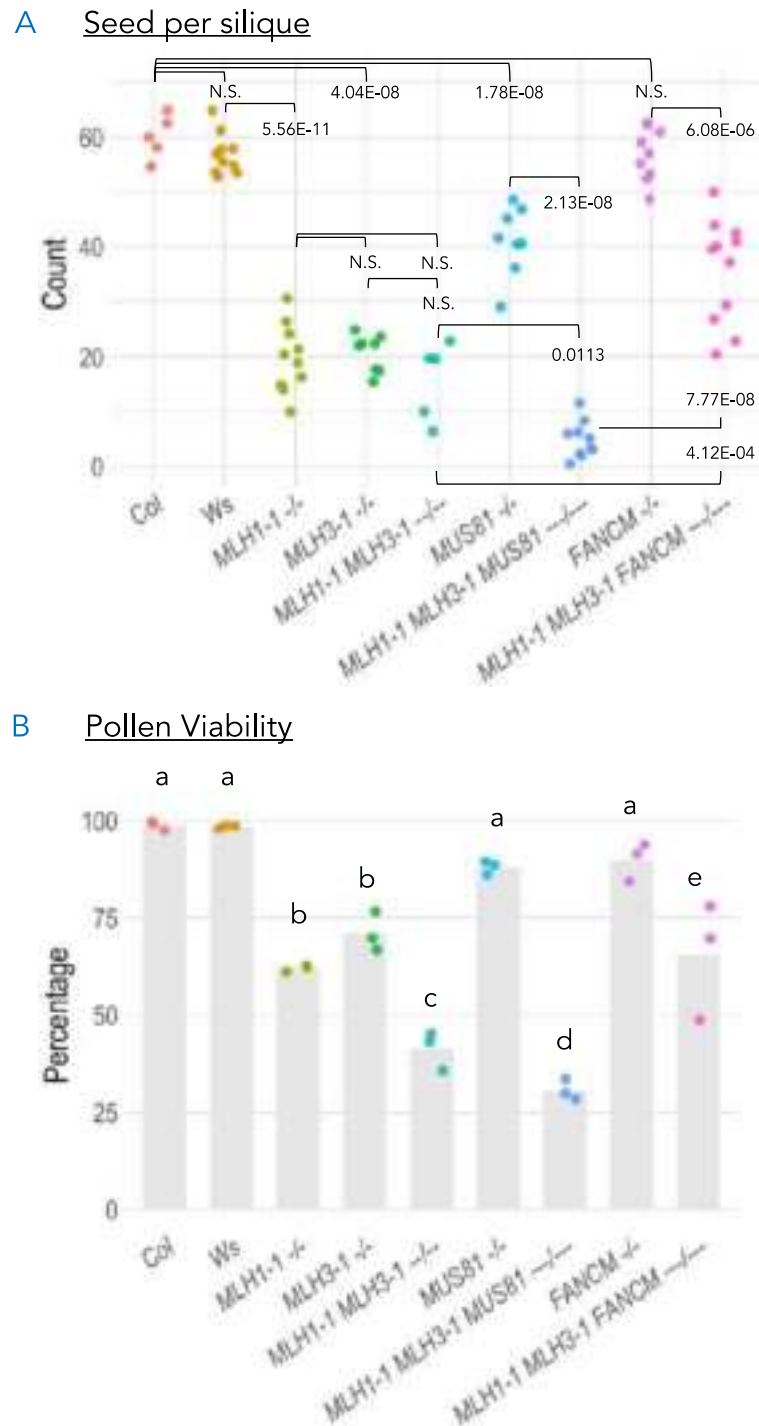 A Seed per silique
N.S. 4.04E-08 1.78E-08 N.S.
5.56E-11 6.08E-06
2.13E-08
N.S. N.S.
N.S.
0.0113
7.77E-08
4.12E-04
Count
60
40
20
0
Col
Ws
MLH1-1 -/-
MLH3-1 -/-
MLH1-1 MLH3-1 --/--
MUS81 -/-
MLH1-1 MLH3-1 MUS81 ---/---
FANCM -/-
MLH1-1 MLH3-1 FANCM ---/---
B Pollen Viability
a a b b c a d a e
Percentage
100
75
50
25
0
Col
Ws
MLH1-1 -/-
MLH3-1 -/-
MLH1-1 MLH3-1 --/--
MUS81 -/-
MLH1-1 MLH3-1 MUS81 ---/---
FANCM -/-
MLH1-1 MLH3-1 FANCM ---/---